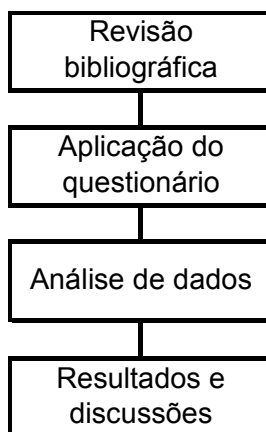 Revisão
bibliográfica
Aplicação do
questionário
Análise de dados
Resultados e
discussões